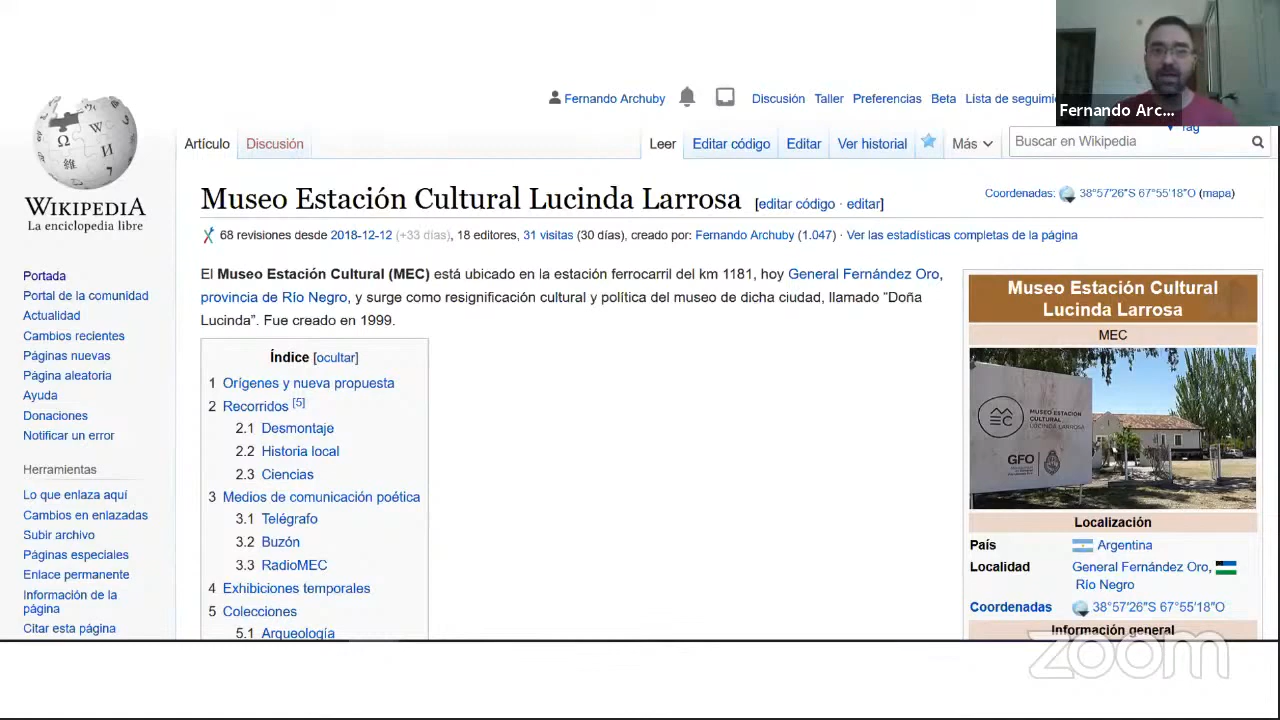 Fernando Arc...
Fernando Archuby Discusión Taller Preferencias Beta Lista de seguimi
Artículo Discusión Leer Editar código Editar Ver historial Más Buscar en Wikipedia
WIKIPEDIA
La enciclopedia libre
Museo Estación Cultural Lucinda Larrosa [editar código · editar]
Coordenadas: 38°57′26″S 67°55′18″O (mapa)
68 revisiones desde 2018-12-12 (+33 días), 18 editores, 31 visitas (30 días), creado por: Fernando Archuby (1.047) · Ver las estadísticas completas de la página
El Museo Estación Cultural (MEC) está ubicado en la estación ferrocarril del km 1181, hoy General Fernández Oro,
provincia de Río Negro, y surge como resignificación cultural y política del museo de dicha ciudad, llamado “Doña
Lucinda”. Fue creado en 1999.
Índice [ocultar]
1 Orígenes y nueva propuesta
2 Recorridos [5]
2.1 Desmontaje
2.2 Historia local
2.3 Ciencias
3 Medios de comunicación poética
3.1 Telégrafo
3.2 Buzón
3.3 RadioMEC
4 Exhibiciones temporales
5 Colecciones
5.1 Arqueología
Portada
Portal de la comunidad
Actualidad
Cambios recientes
Páginas nuevas
Página aleatoria
Ayuda
Donaciones
Notificar un error
Herramientas
Lo que enlaza aquí
Cambios en enlazadas
Subir archivo
Páginas especiales
Enlace permanente
Información de la
página
Citar esta página
Museo Estación Cultural
Lucinda Larrosa
MEC
MEC
MUSEO ESTACIÓN
CULTURAL
LUCINDA LARROSA
GFO
Localización
País Argentina
Localidad General Fernández Oro,
Río Negro
Coordenadas 38°57′26″S 67°55′18″O
Información general
zoom